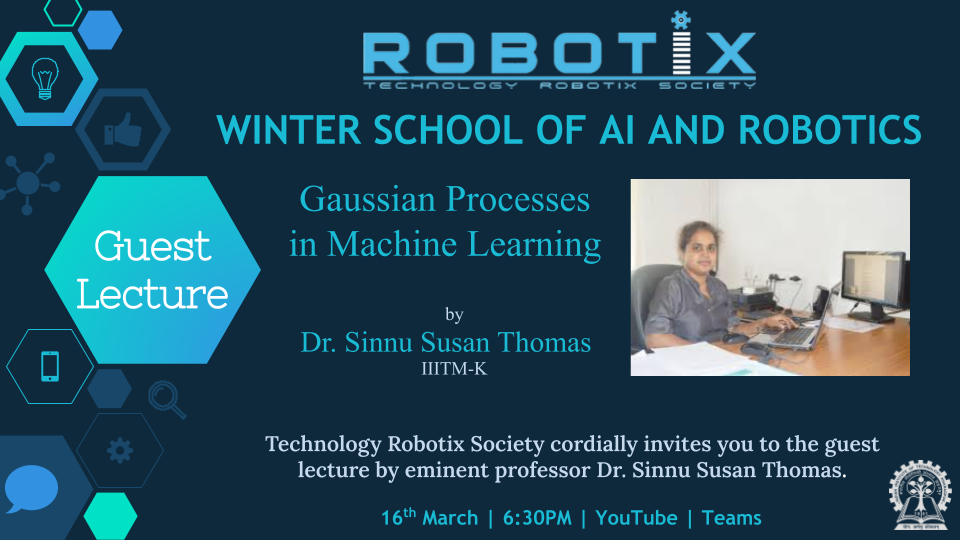 ROBOTIX
TECHNOLOGY ROBOTIX SOCIETY
WINTER SCHOOL OF AI AND ROBOTICS
Guest
Lecture
Gaussian Processes
in Machine Learning
by
Dr. Sinnu Susan Thomas
IIITM-K
Technology Robotix Society cordially invites you to the guest
lecture by eminent professor Dr. Sinnu Susan Thomas.
16th March | 6:30PM | YouTube | Teams